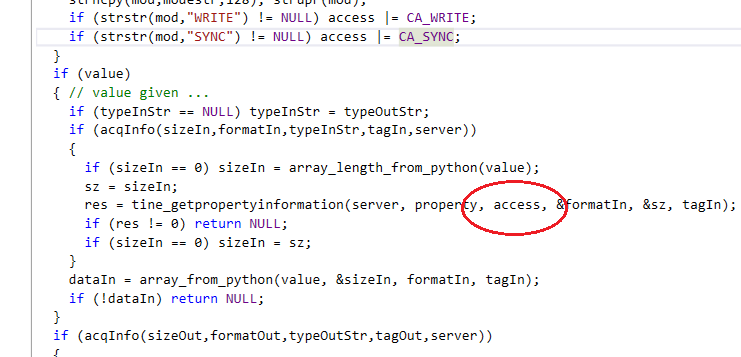 strncpy(mod,modestr,128); strupr(mod);
if (strstr(mod,"WRITE") != NULL) access |= CA_WRITE;
if (strstr(mod,"SYNC") != NULL) access |= CA_SYNC;
}
if (value)
{ // value given ...
if (typeInStr == NULL) typeInStr = typeOutStr;
if (acqInfo(sizeIn,formatIn,typeInStr,tagIn,server))
{
if (sizeIn == 0) sizeIn = array_length_from_python(value);
sz = sizeIn;
res = tine_getpropertyinformation(server, property, access, &formatIn, &sz, tagIn);
if (res != 0) return NULL;
if (sizeIn == 0) sizeIn = sz;
}
dataIn = array_from_python(value, &sizeIn, formatIn, tagIn);
if (!dataIn) return NULL;
}
if (acqInfo(sizeOut,formatOut,typeOutStr,tagOut,server))
{